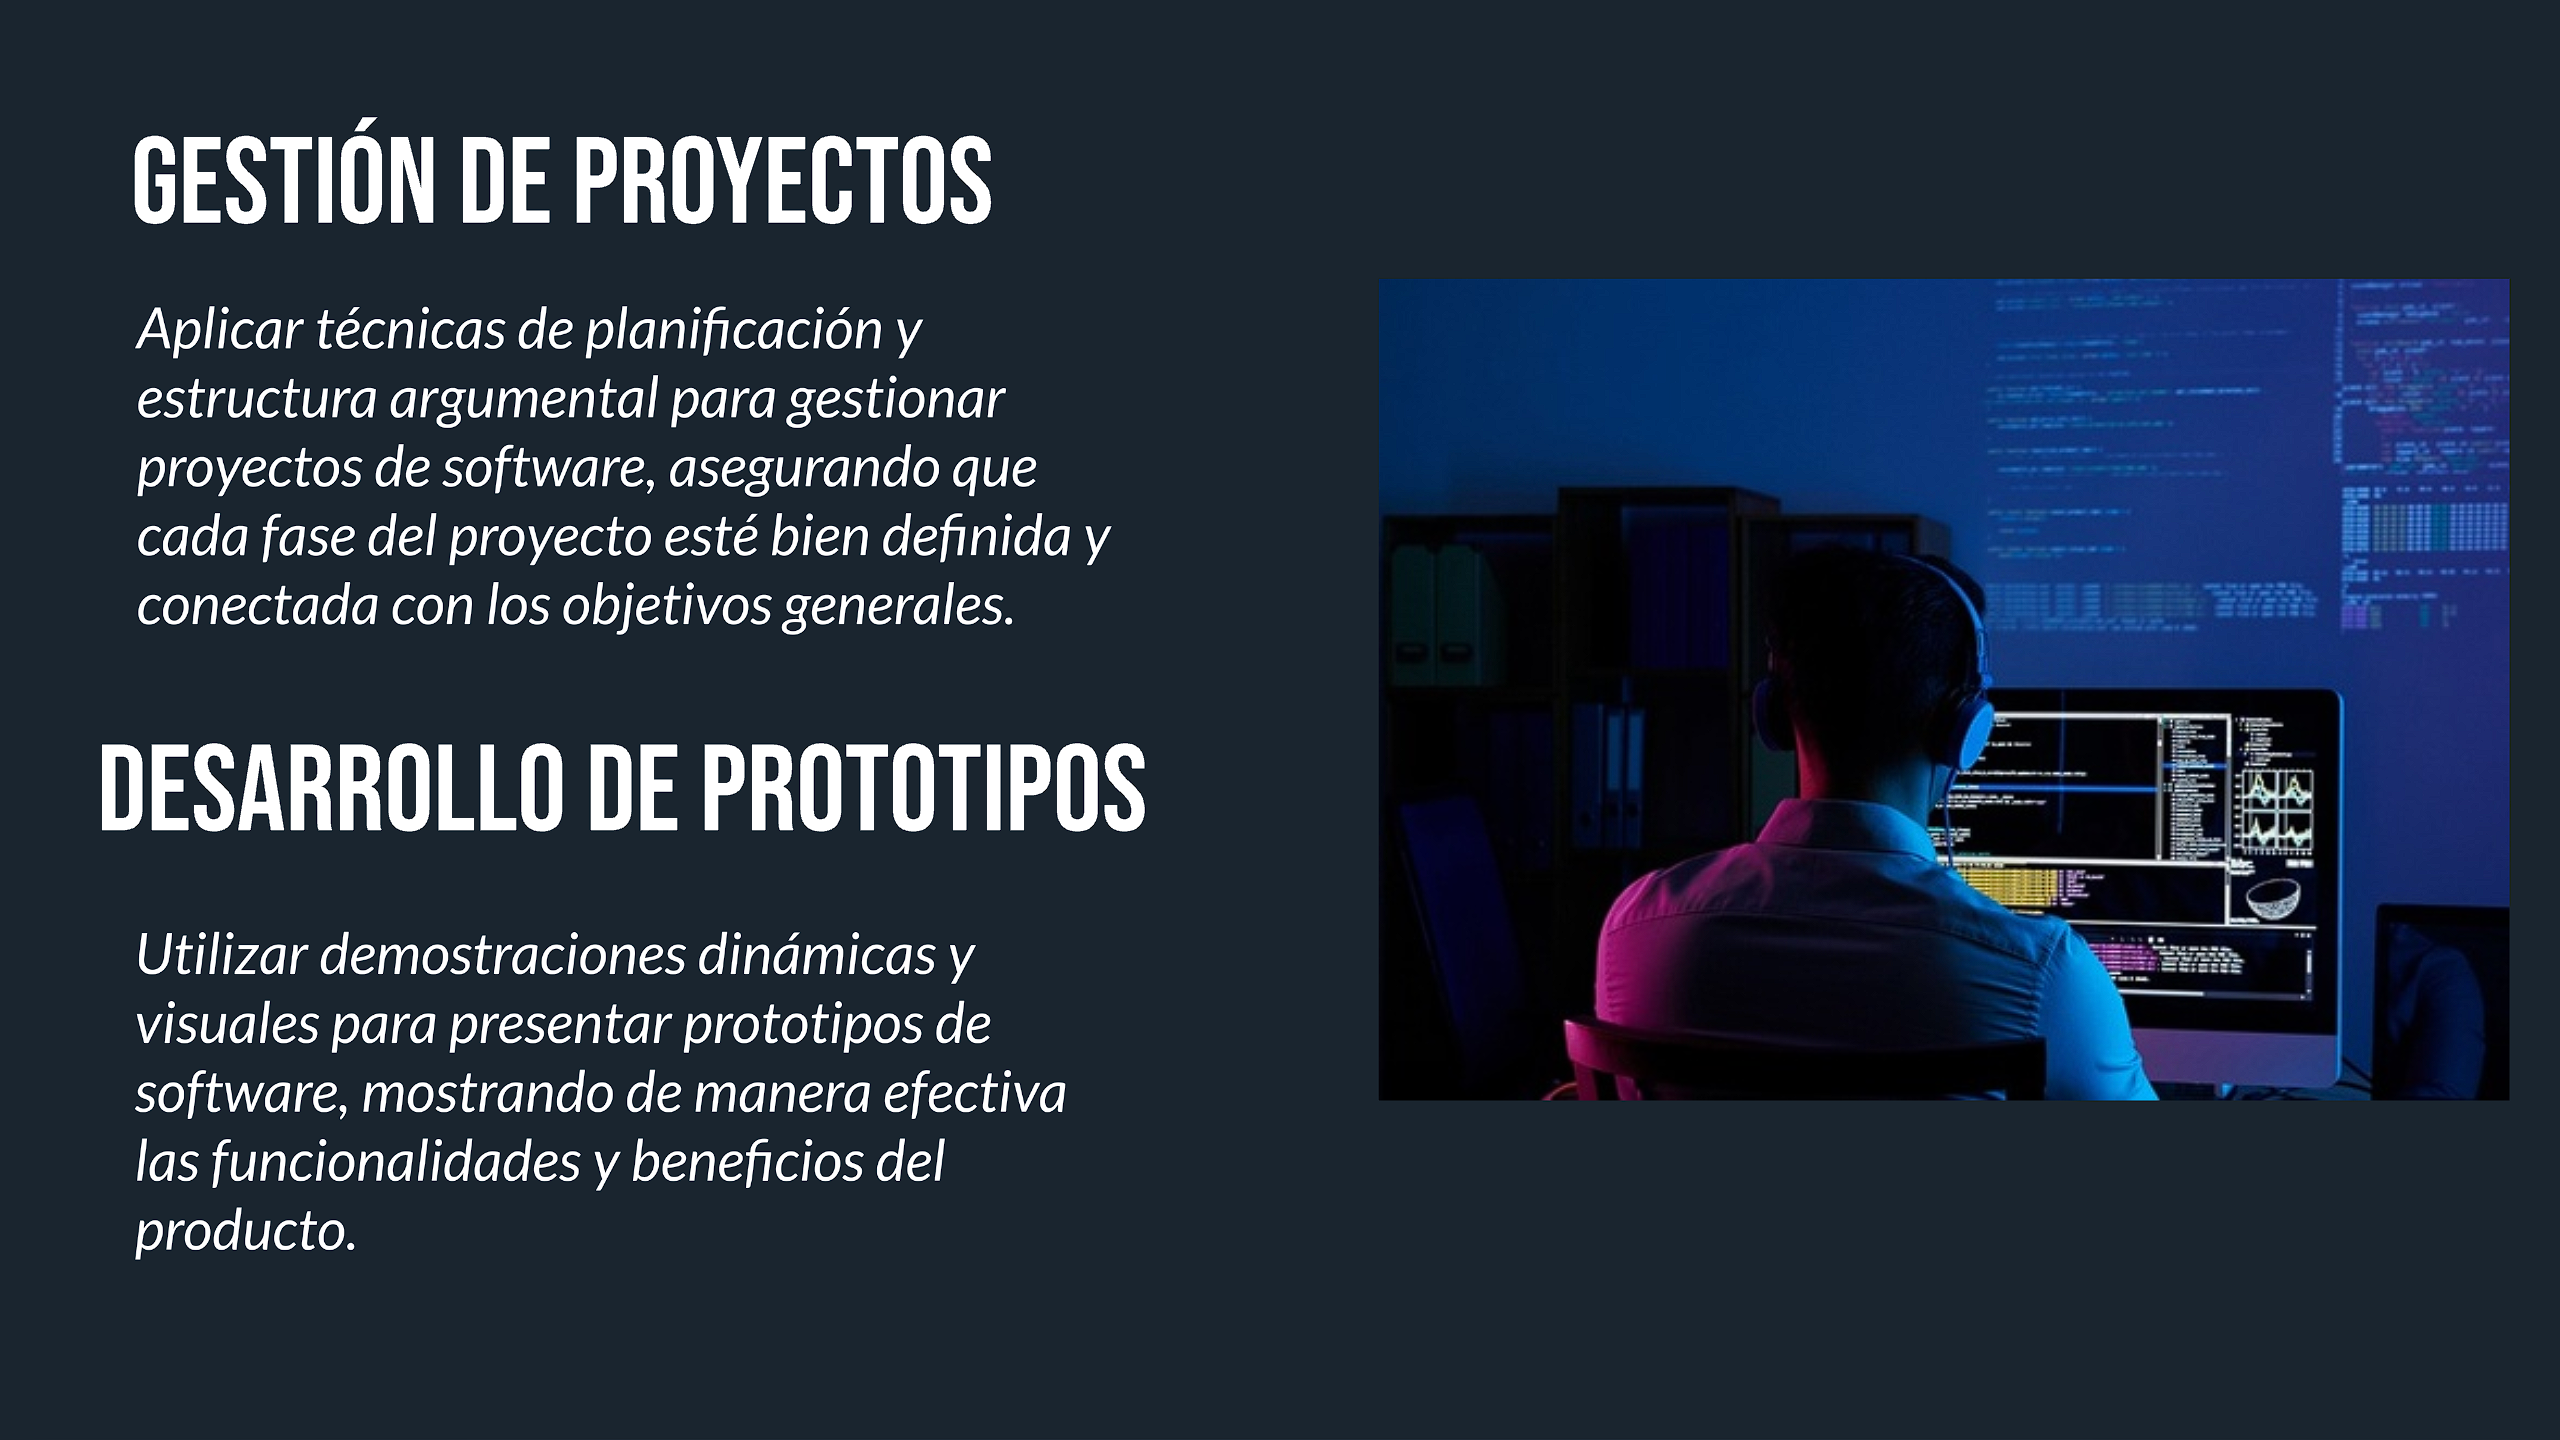 GESTIÓN DE PROYECTOS
Aplicar técnicas de planificación y
estructura argumental para gestionar
proyectos de software, asegurando que
cada fase del proyecto esté bien definida y
conectada con los objetivos generales.
DESARROLLO DE PROTOTIPOS
Utilizar demostraciones dinámicas y
visuales para presentar prototipos de
software, mostrando de manera efectiva
las funcionalidades y beneficios del
producto.